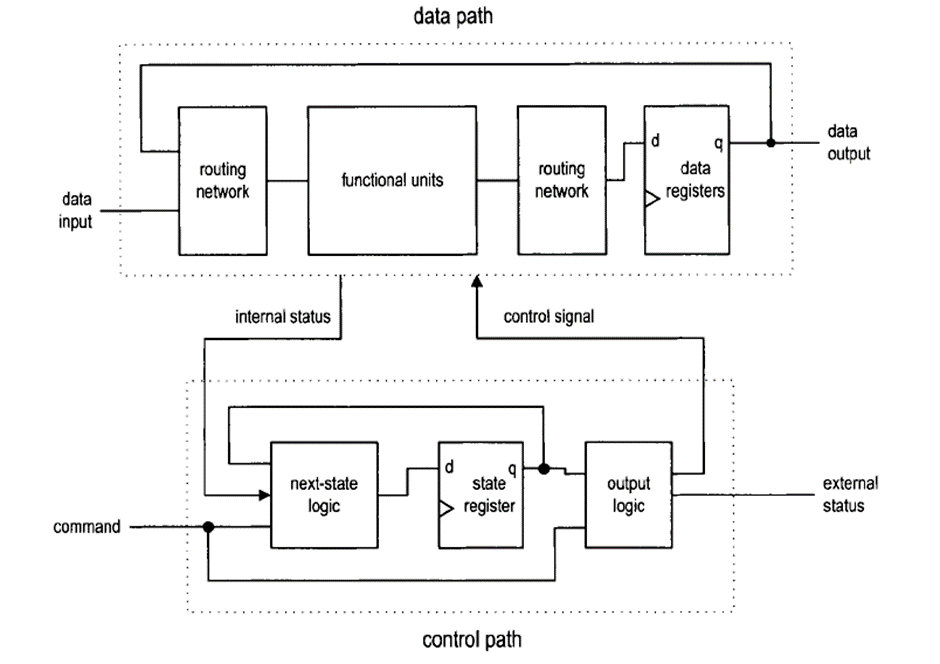 data path
routing
network
functional units
routing
network
d
q
data
registers
data
output
data
input
internal status
control signal
next-state
logic
d
q
state
register
output
logic
external
status
command
control path